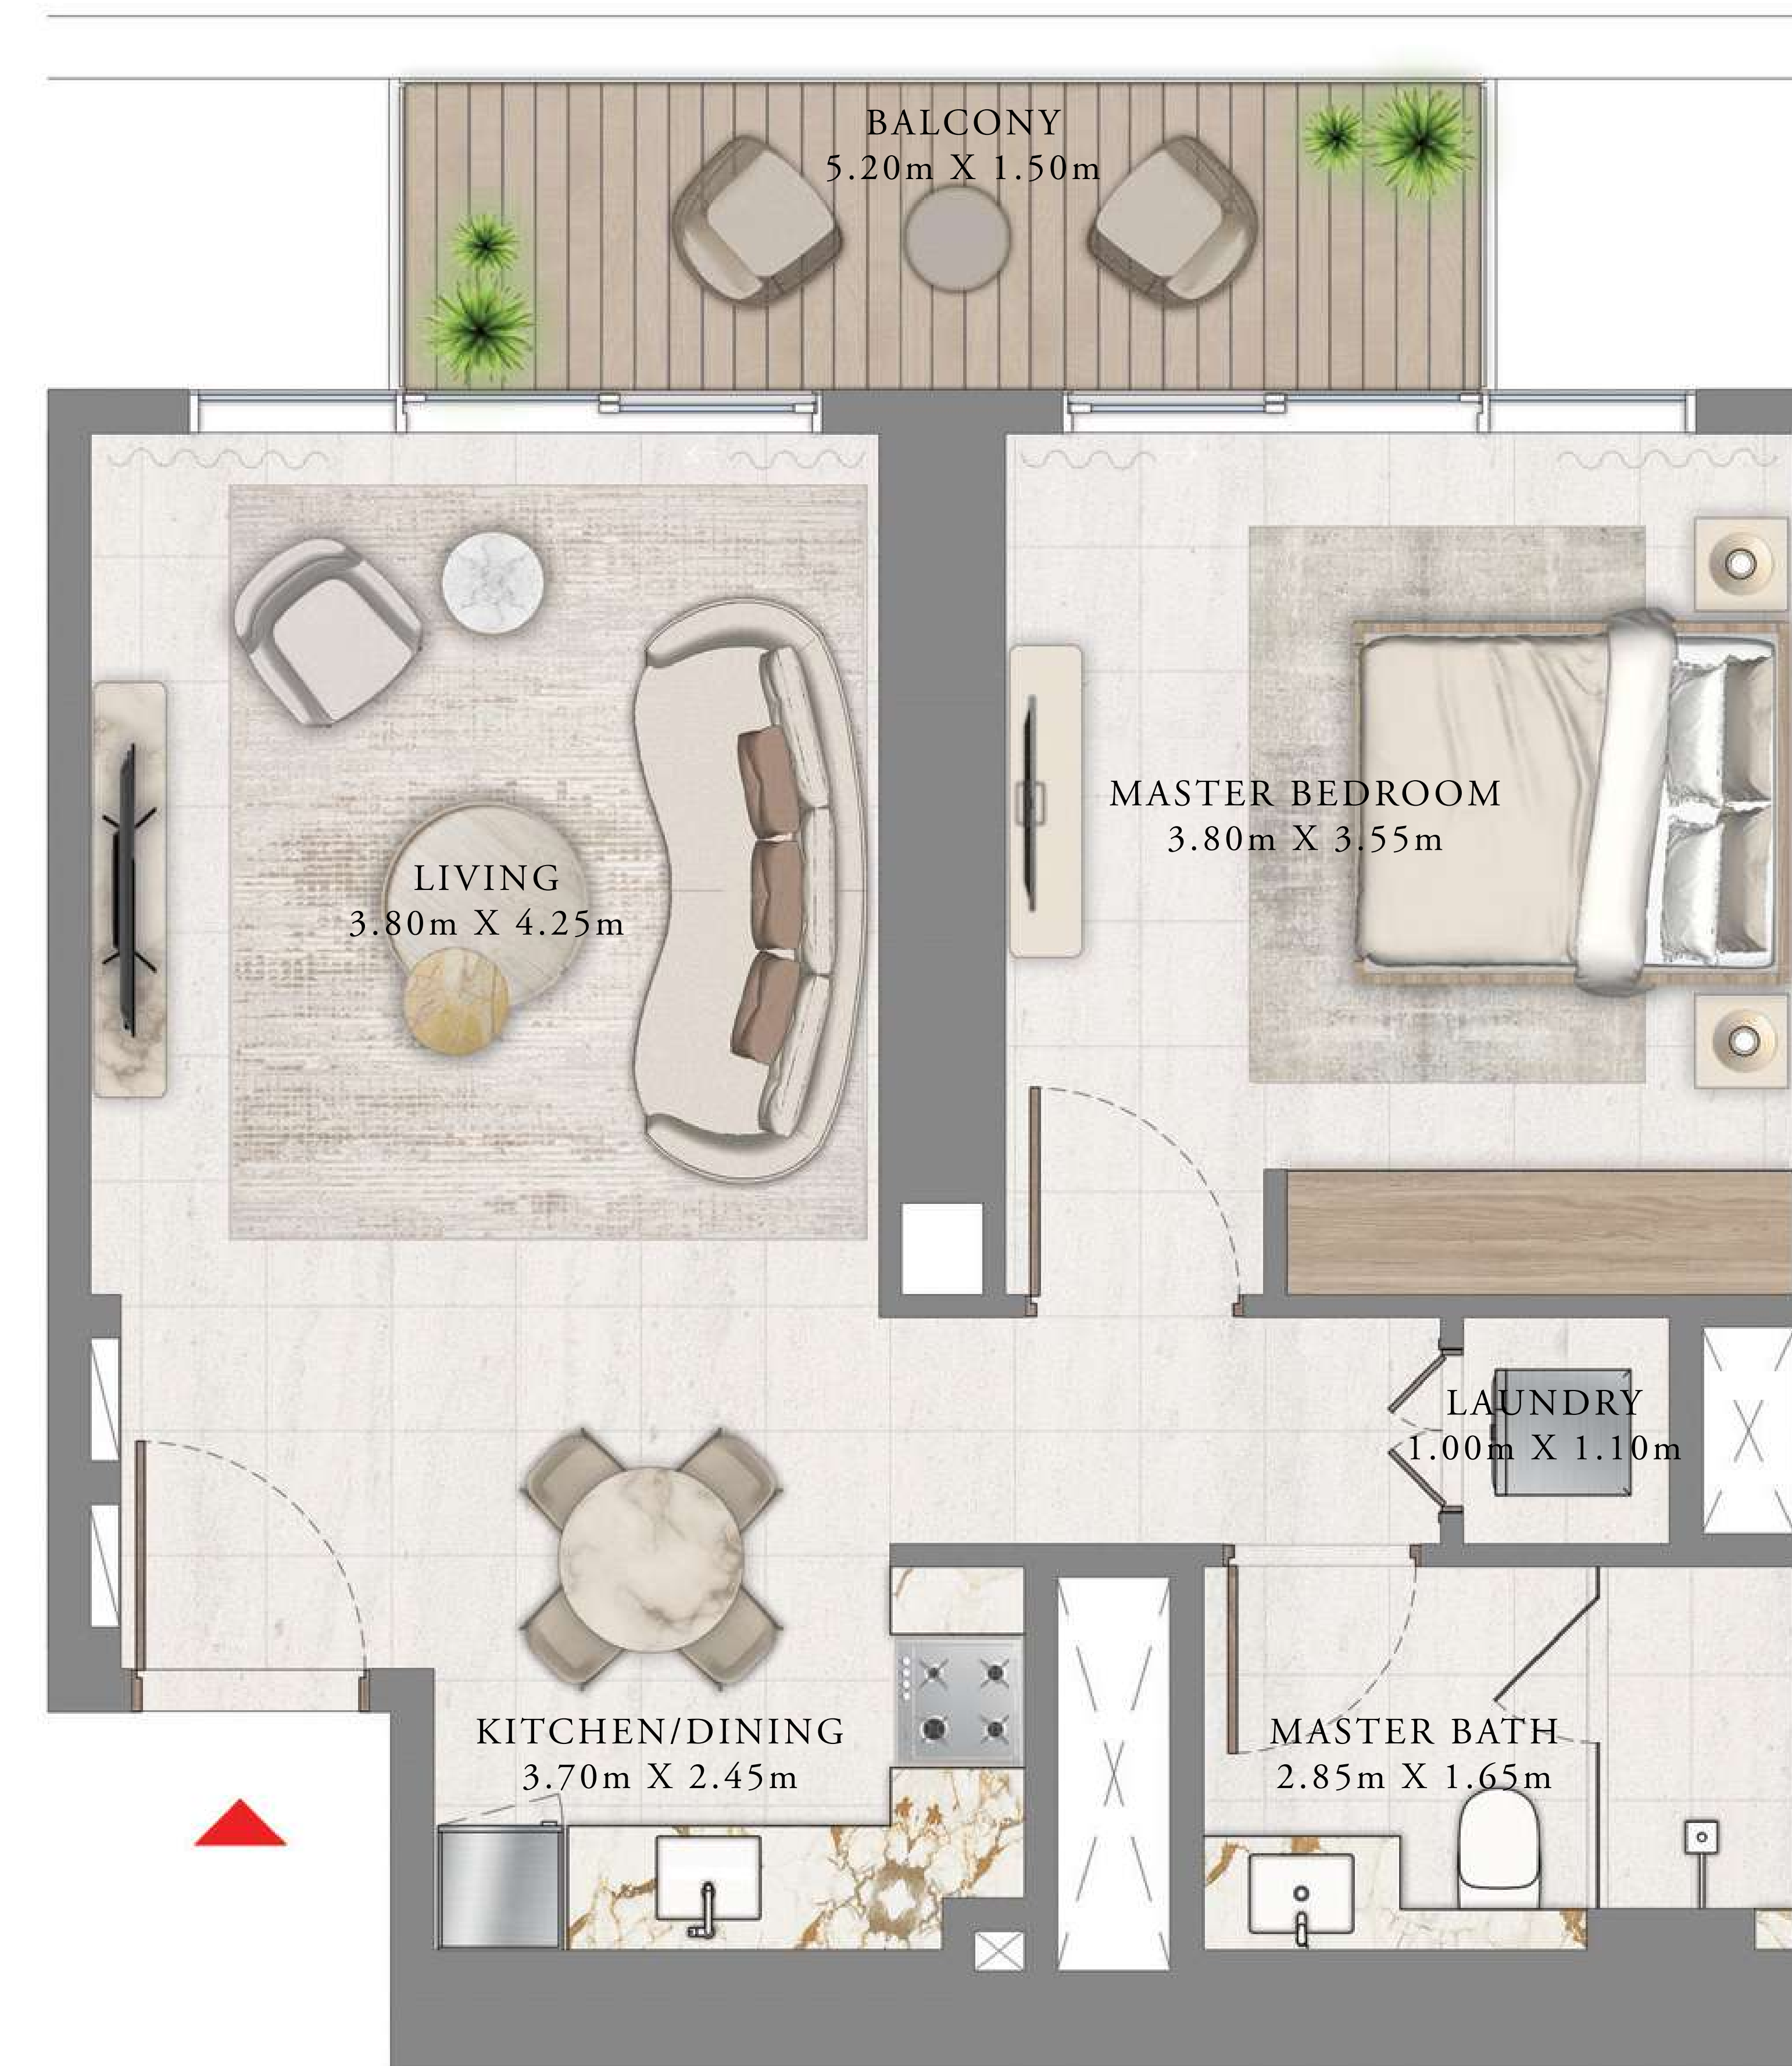 BALCONY
5.20m X 1.50m
MASTER BEDROOM
3.80m X 3.55m
LIVING
3.80m X 4.25m
LAUNDRY
1.00m X 1.10m
KITCHEN/DINING
3.70m X 2.45m
MASTER BATH
2.85m X 1.65m